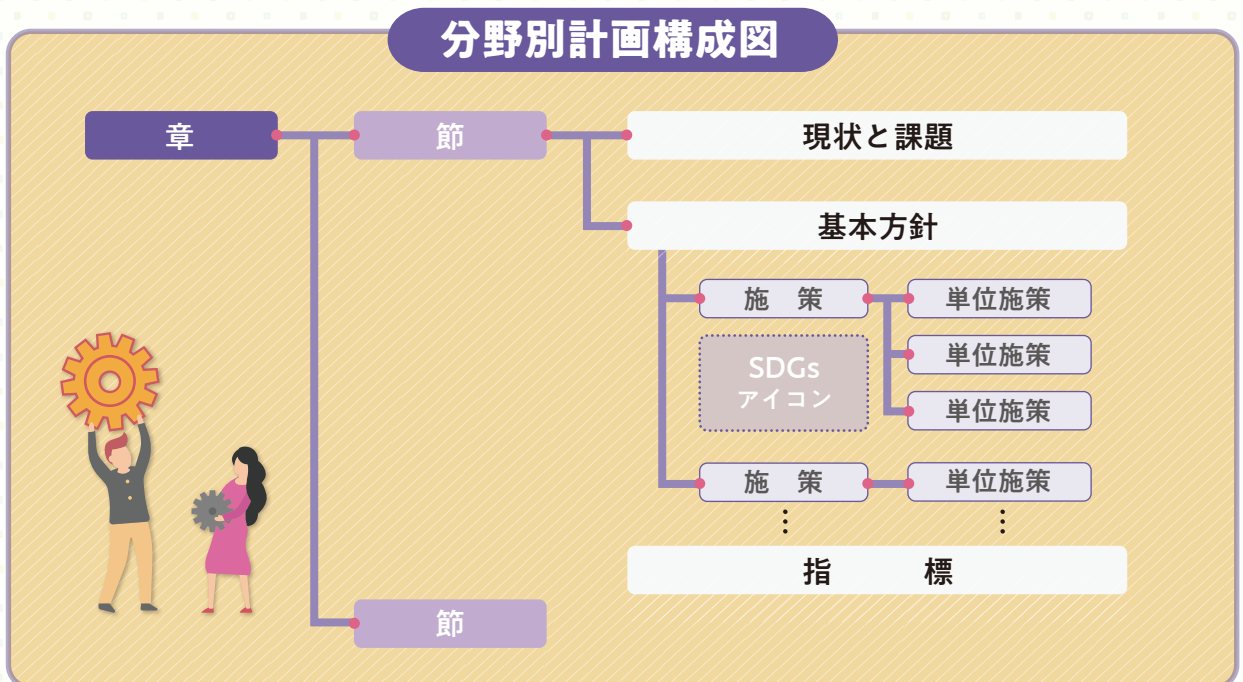 分野別計画構成図
章
節
現状と課題
基本方針
施　策
単位施策
SDGs
アイコン
単位施策
単位施策
施　策
単位施策
指　標
節